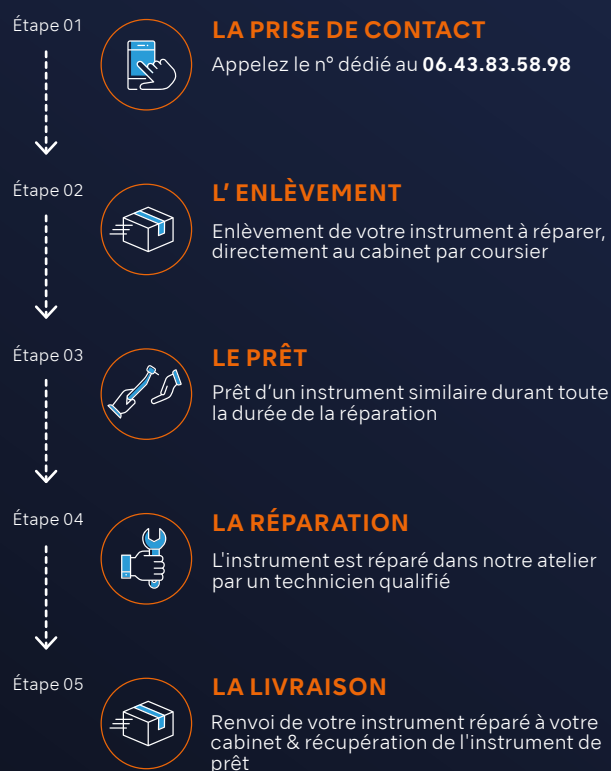 Étape 01
LA PRISE DE CONTACT
Appelez le n° dédié au 06.43.83.58.98
Étape 02
L' ENLÈVEMENT
Enlèvement de votre instrument à réparer,
directement au cabinet par coursier
Étape 03
LE PRÊT
Prêt d'un instrument similaire durant toute
la durée de la réparation
Étape 04
LA RÉPARATION
L'instrument est réparé dans notre atelier
par un technicien qualifié
Étape 05
LA LIVRAISON
Renvoi de votre instrument réparé à votre
cabinet & récupération de l'instrument de
prêt